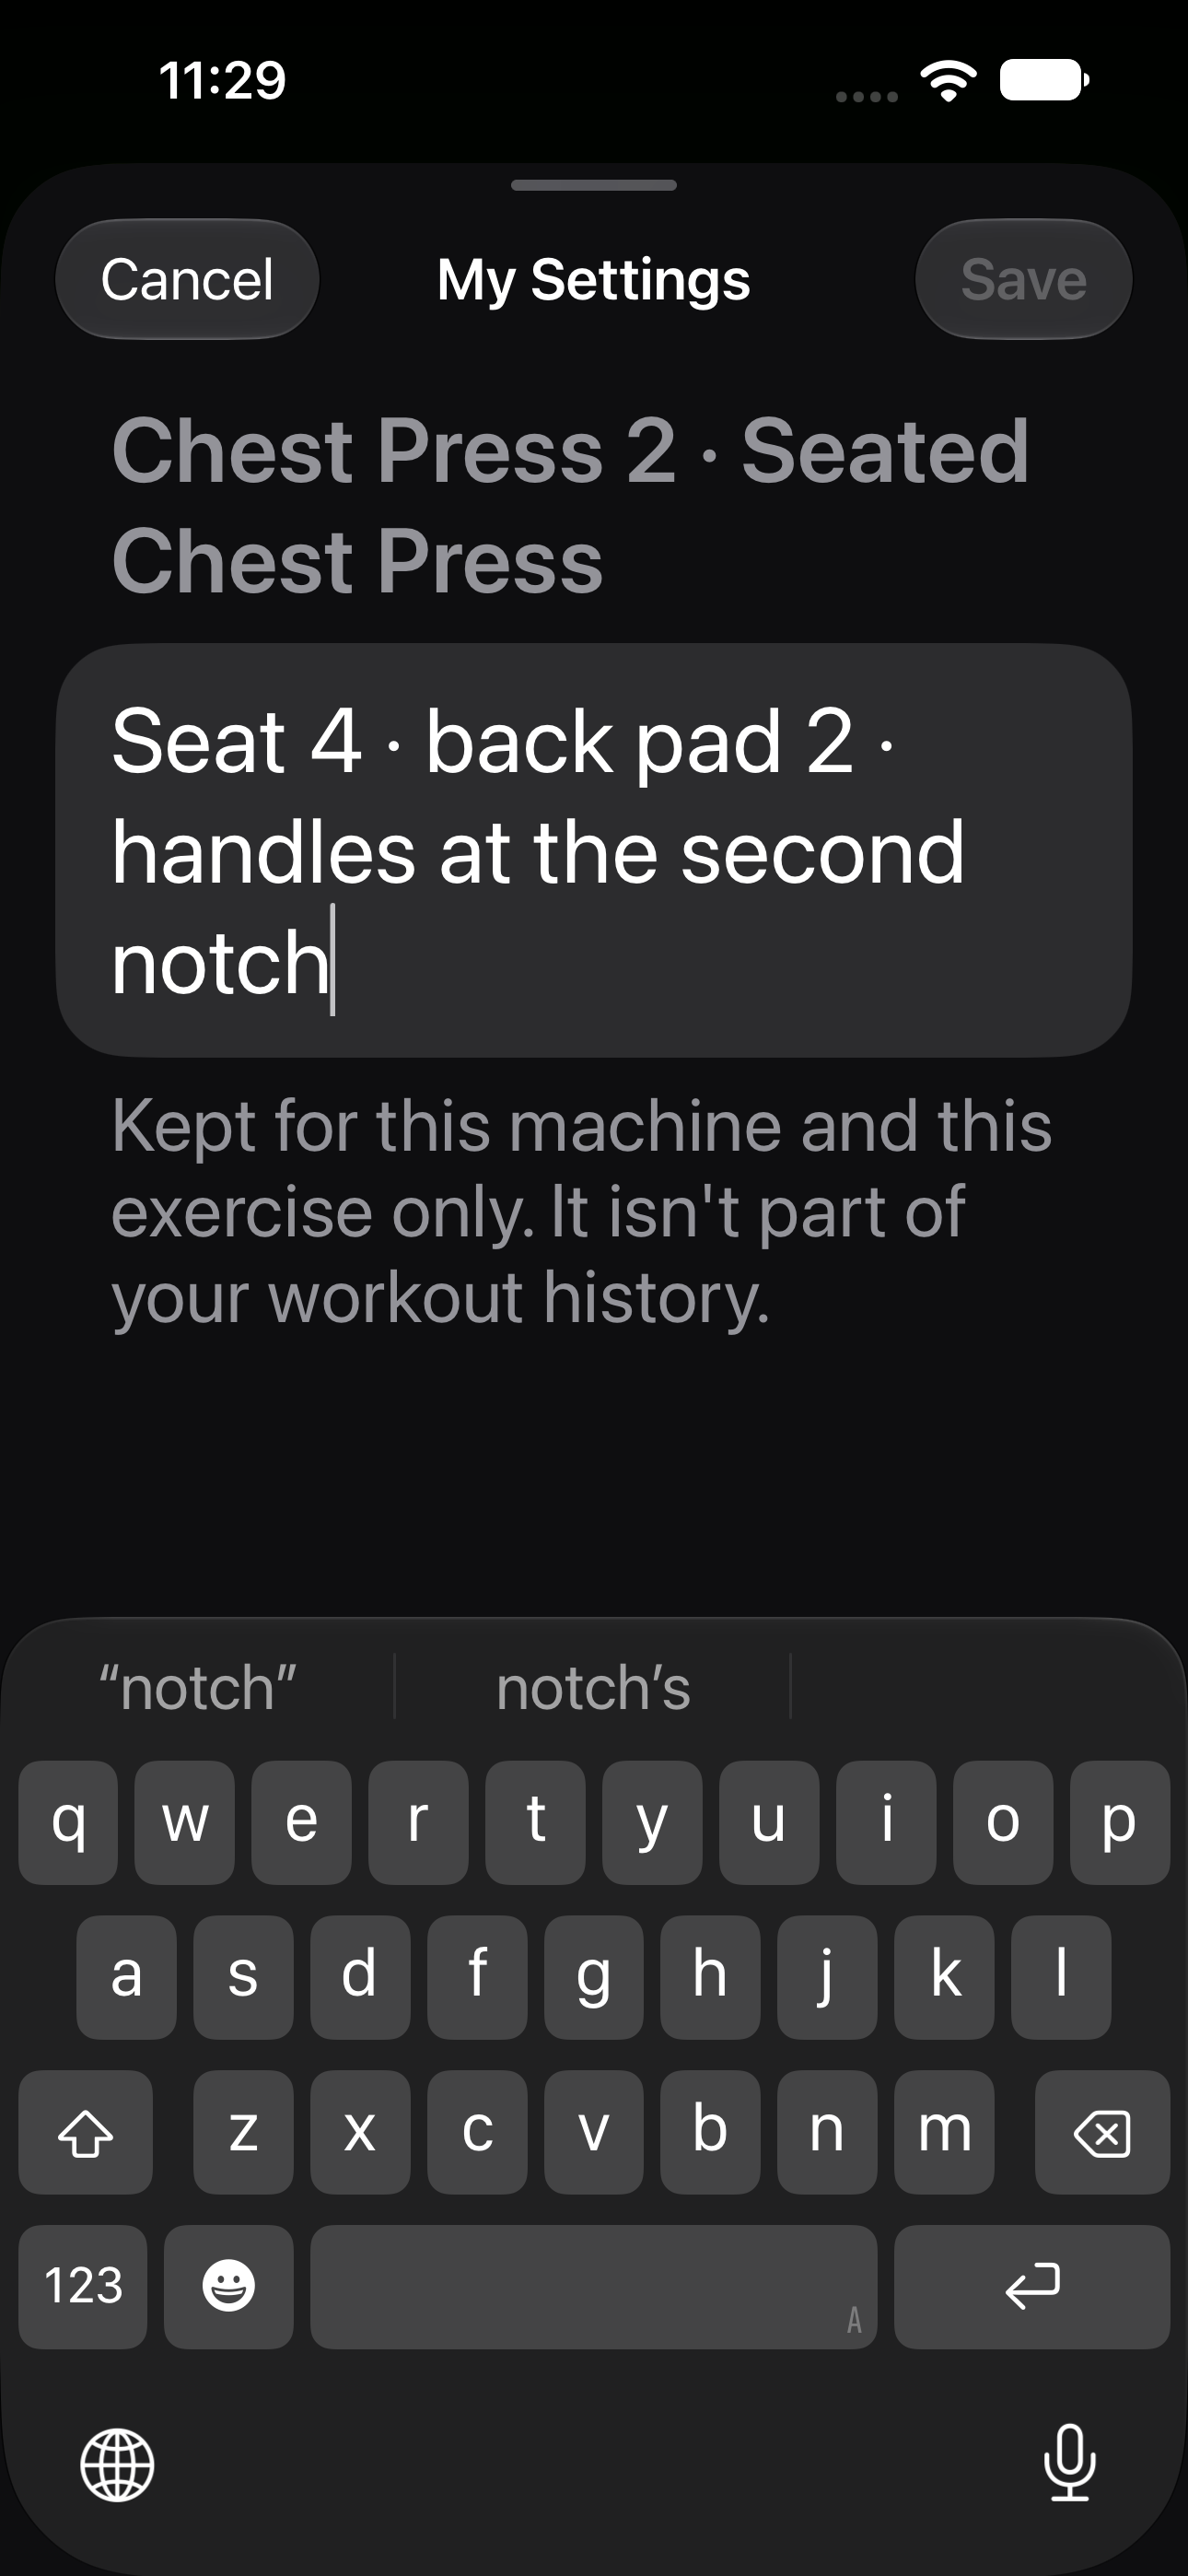 11:29
Cancel
My Settings
Save
Chest Press 2 · Seated
Chest Press
Seat 4 · back pad 2 ·
handles at the second
notch
Kept for this machine and this
exercise only. It isn't part of
your workout history.
“notch”
notch’s
q w e r t y u i o p
a s d f g h j k l
z x c v b n m
123
A